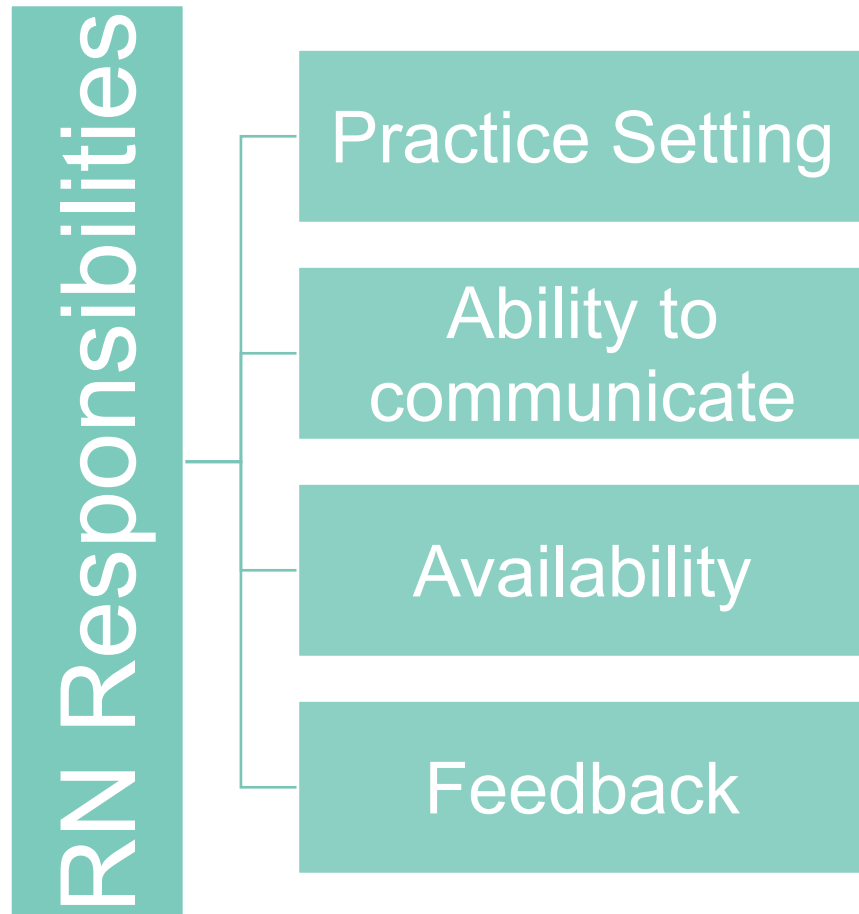 RN Responsibilities
Practice Setting
Ability to
communicate
Availability
Feedback